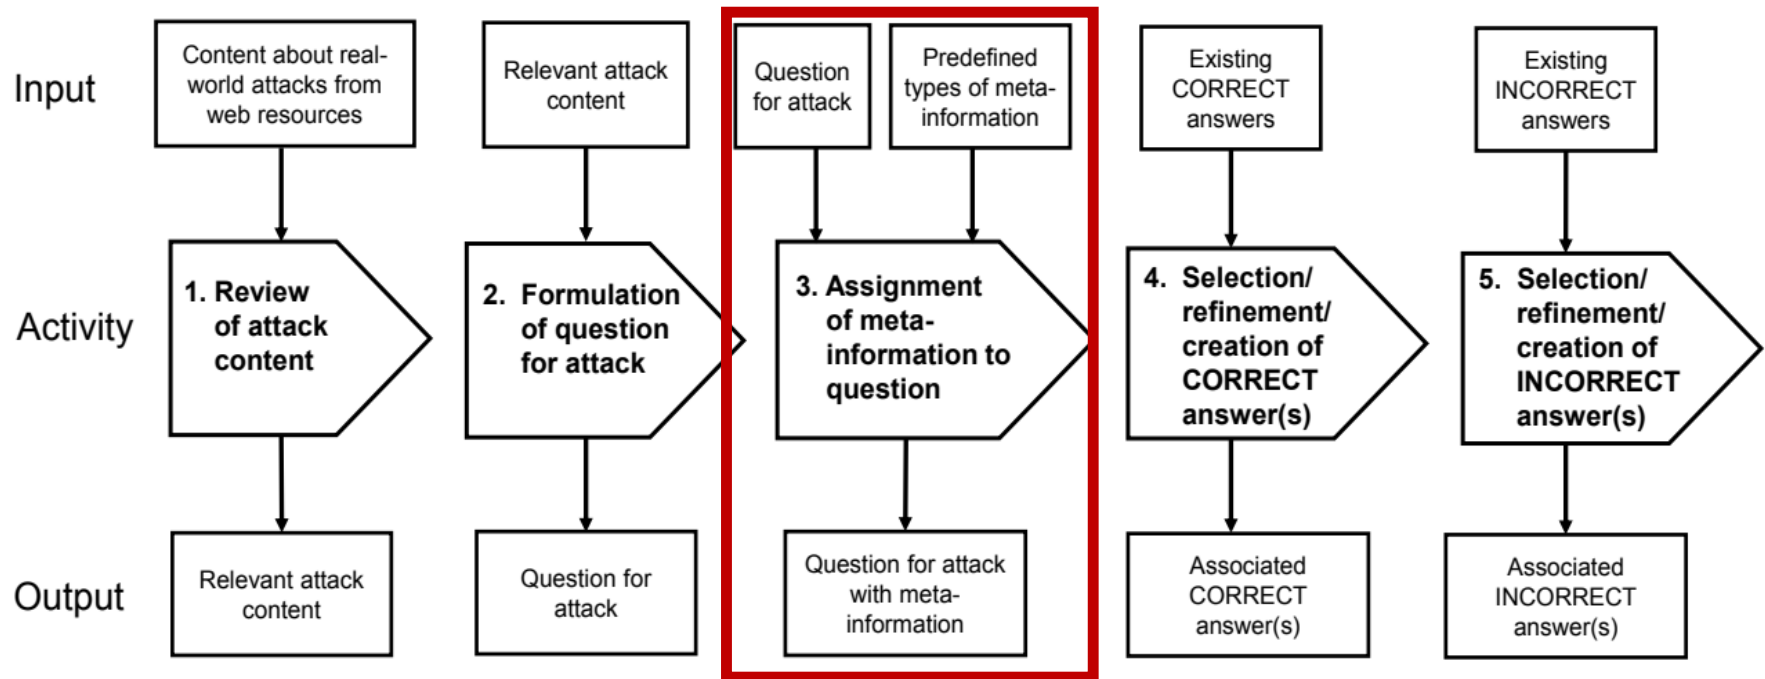 Input
Content about real-
world attacks from
web resources
Relevant attack
content
Question
for attack
Predefined
types of meta-
information
Existing
CORRECT
answers
Existing
INCORRECT
answers
Activity
1. Review
of attack
content
2. Formulation
of question
for attack
3. Assignment
of meta-
information to
question
4. Selection/
refinement/
creation of
CORRECT
answer(s)
5. Selection/
refinement/
creation of
INCORRECT
answer(s)
Output
Relevant attack
content
Question for
attack
Question for attack
with meta-
information
Associated
CORRECT
answer(s)
Associated
INCORRECT
answer(s)